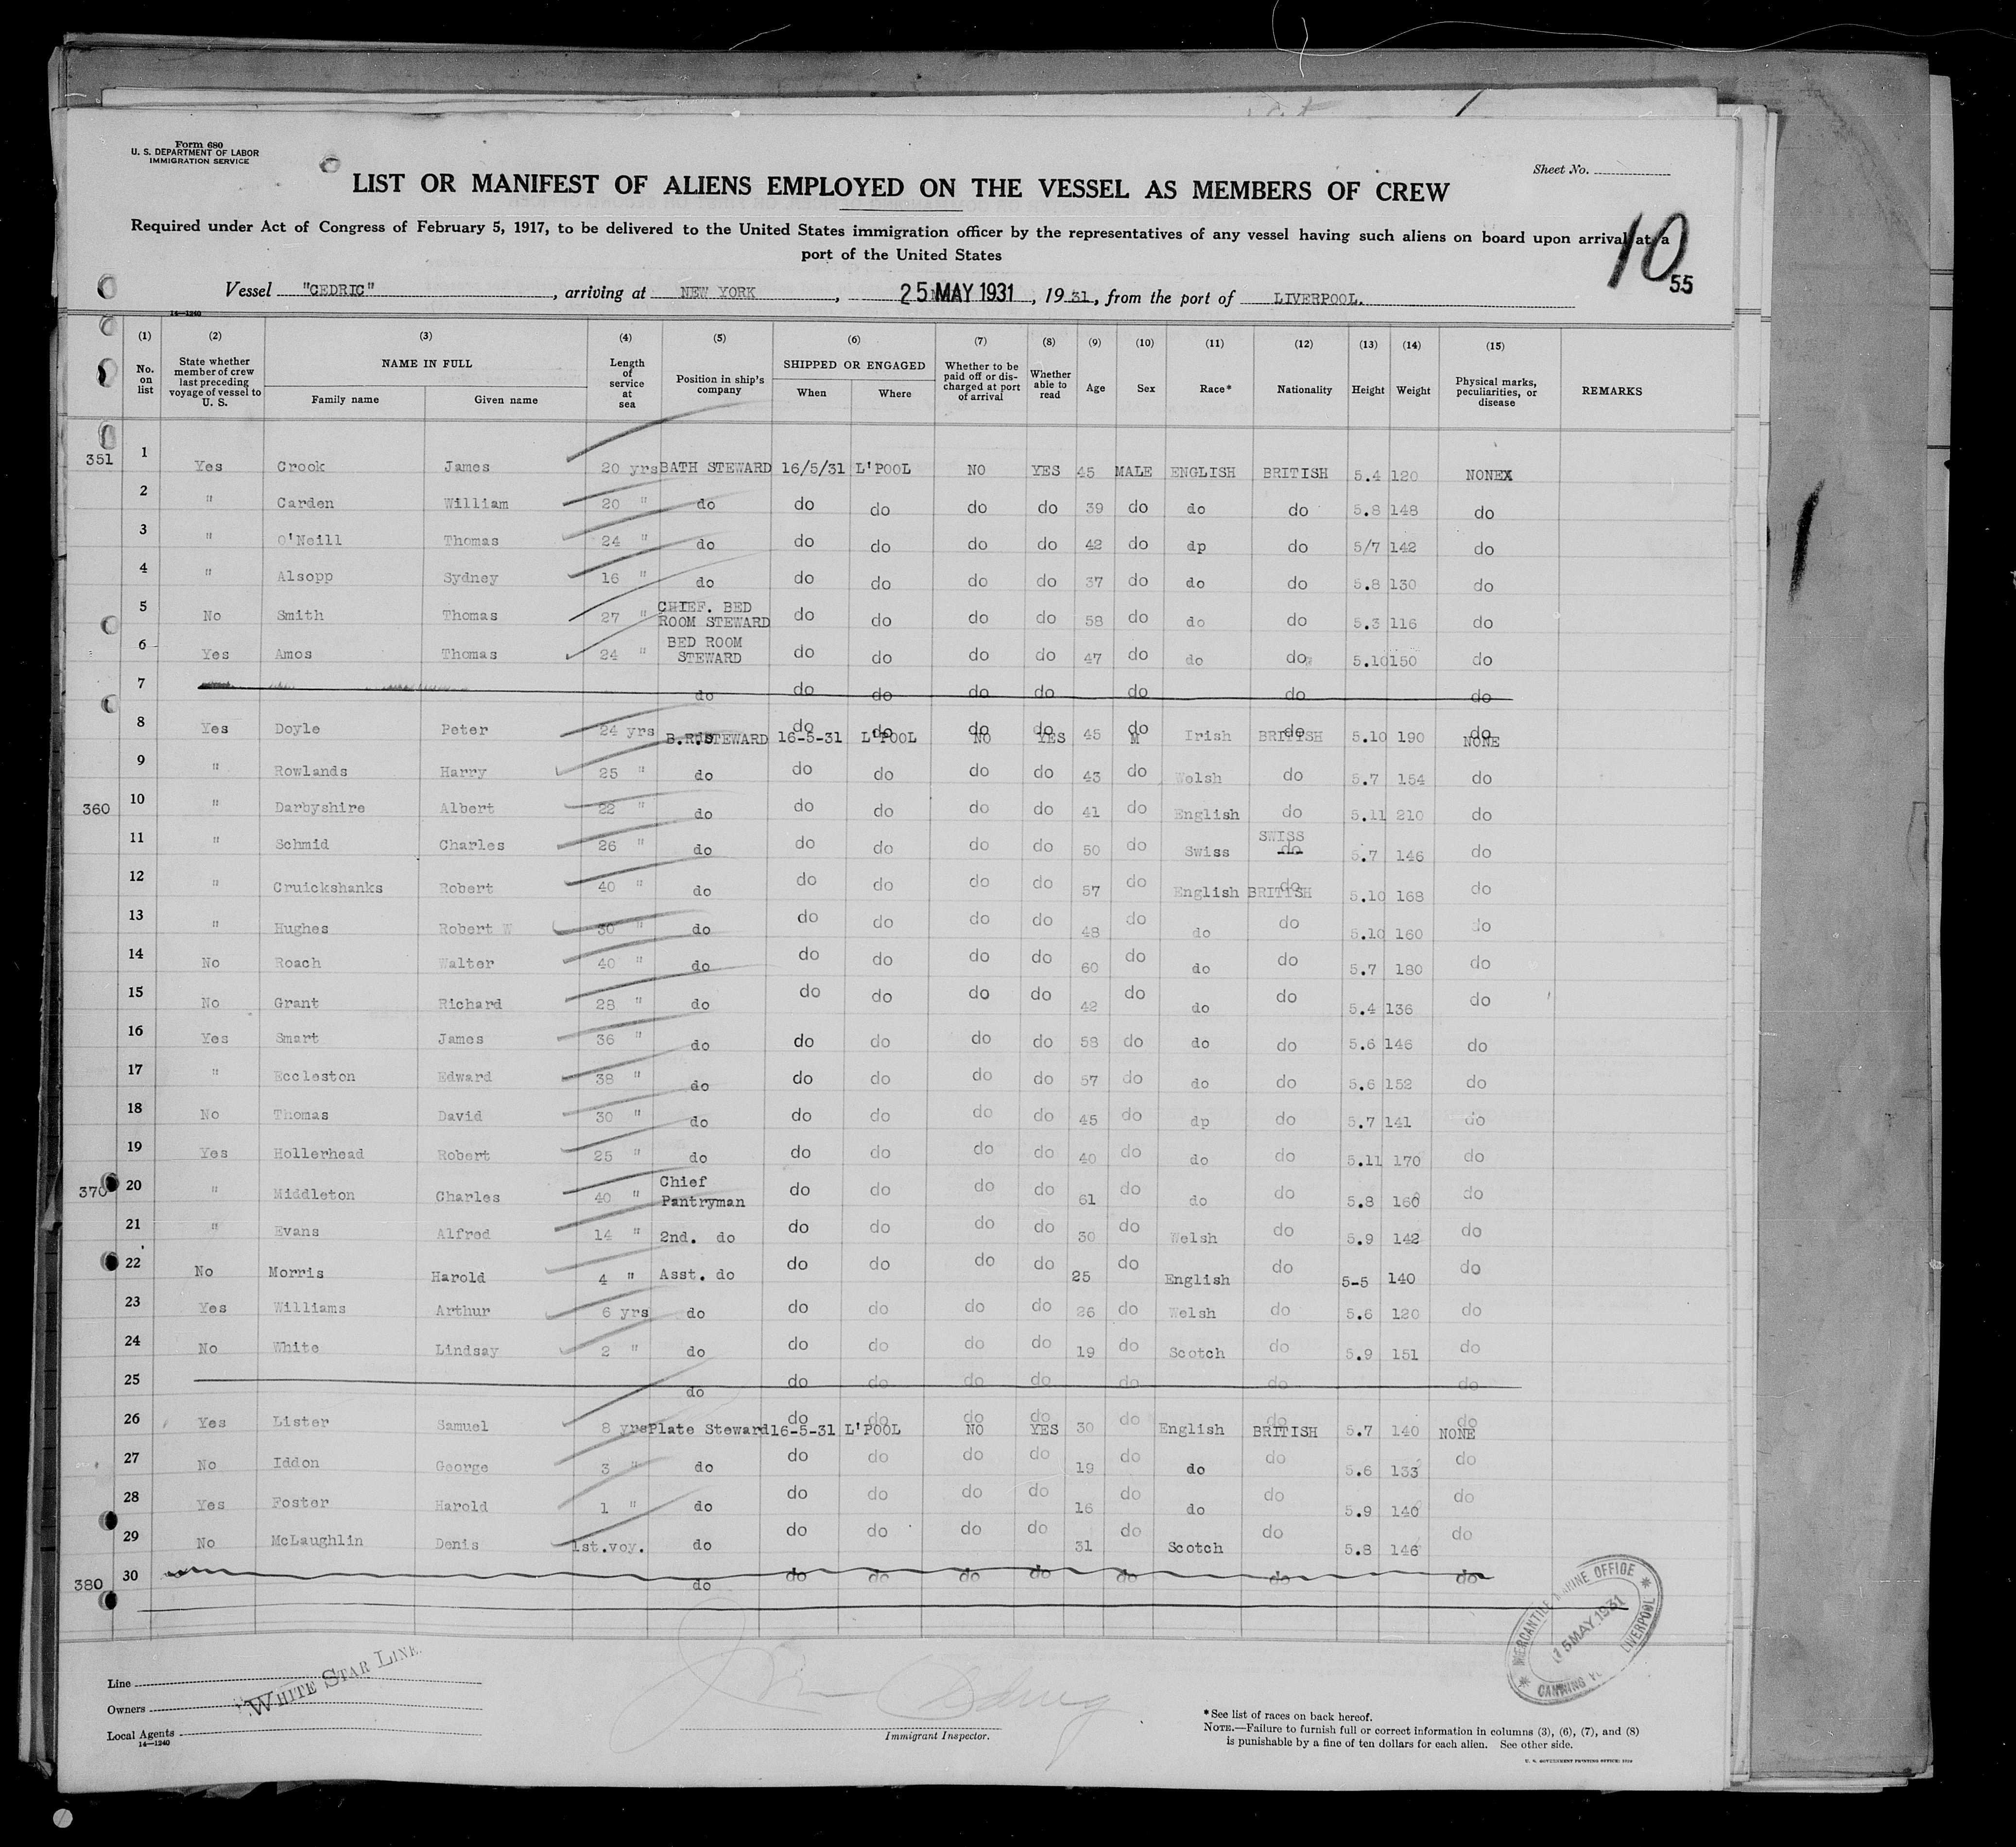 Form 680
U. S. DEPARTMENT OF LABOR
IMMIGRATION SERVICE
Sheet No.
LIST OR MANIFEST OF ALIENS EMPLOYED ON THE VESSEL AS MEMBERS OF CREW
Required under Act of Congress of February 5, 1917, to be delivered to the United States immigration officer by the representatives of any vessel having such aliens on board upon arrival at a
port of the United States
10
55
Vessel "CEDRIC", arriving at NEW YORK, 25 MAY 1931, 1931, from the port of LIVERPOOL.
14—1240
(1) (2) (3) (4) (5) (6) (7) (8) (9) (10) (11) (12) (13) (14) (15)
No. on list State whether member of crew last preceding voyage of vessel to U. S. NAME IN FULL Family name Given name Length of service at sea Position in ship's company SHIPPED OR ENGAGED When Where Whether to be paid off or discharged at port of arrival Whether able to read Age Sex Race* Nationality Height Weight Physical marks, peculiarities, or disease REMARKS
351 1 Yes Crook James 20 yrs BATH STEWARD 16/5/31 L'POOL NO YES 45 MALE ENGLISH BRITISH 5.4 120 NONEX
2 " Carden William 20 " do do do do do 39 do do do 5.8 148 do
3 " O'Neill Thomas 24 " do do do do do 42 do dp do 5/7 142 do
4 " Alsopp Sydney 16 " do do do do do 37 do do do 5.8 130 do
5 No Smith Thomas 27 " CHIEF. BED ROOM STEWARD do do do do 58 do do do 5.3 116 do
6 Yes Amos Thomas 24 " BED ROOM STEWARD do do do do 47 do do do 5.10 150 do
7 do do do do do do do do
8 Yes Doyle Peter 24 yrs B.R.STEWARD 16-5-31 L'POOL NO YES 45 M Irish BRITISH 5.10 190 NONE
9 " Rowlands Harry 25 " do do do do do 43 do Welsh do 5.7 154 do
360 10 " Darbyshire Albert 22 " do do do do do 41 do English do 5.11 210 do
11 " Schmid Charles 26 " do do do do do 50 do Swiss SWISS do 5.7 146 do
12 " Cruickshanks Robert 40 " do do do do do 57 do English BRITISH 5.10 168 do
13 " Hughes Robert W 30 " do do do do do 48 do do do 5.10 160 do
14 No Roach Walter 40 " do do do do do 60 do do do 5.7 180 do
15 No Grant Richard 28 " do do do do do 42 do do do 5.4 136 do
16 Yes Smart James 36 " do do do do do 58 do do do 5.6 146 do
17 " Eccleston Edward 38 " do do do do do 57 do do do 5.6 152 do
18 No Thomas David 30 " do do do do do 45 do dp do 5.7 141 do
19 Yes Hollerhead Robert 25 " do do do do do 40 do do do 5.11 170 do
370 20 " Middleton Charles 40 " Chief Pantryman do do do do 61 do do do 5.8 160 do
21 " Evans Alfred 14 " 2nd. do do do do do 30 do Welsh do 5.9 142 do
22 No Morris Harold 4 " Asst. do do do do do 25 do English do 5-5 140 do
23 Yes Williams Arthur 6 yrs do do do do do 26 do Welsh do 5.6 120 do
24 No White Lindsay 2 " do do do do do 19 do Scotch do 5.9 151 do
25 do do do do do do do do
26 Yes Lister Samuel 8 yrs Plate Steward 16-5-31 L'POOL NO YES 30 do English BRITISH 5.7 140 NONE
27 No Iddon George 3 " do do do do do 19 do do do 5.6 133 do
28 Yes Foster Harold 1 " do do do do do 16 do do do 5.9 140 do
29 No McLaughlin Denis 1st.voy. do do do do do 31 do Scotch do 5.8 146 do
380 30 do do do do do do do do
MERCANTILE MARINE OFFICE
15 MAY 1931
CANNING
LIVERPOOL
Line
Owners WHITE STAR LINE
Local Agents
14—1240
Immigrant Inspector.
*See list of races on back hereof.
NOTE.—Failure to furnish full or correct information in columns (3), (6), (7), and (8)
is punishable by a fine of ten dollars for each alien. See other side.
U. S. GOVERNMENT PRINTING OFFICE